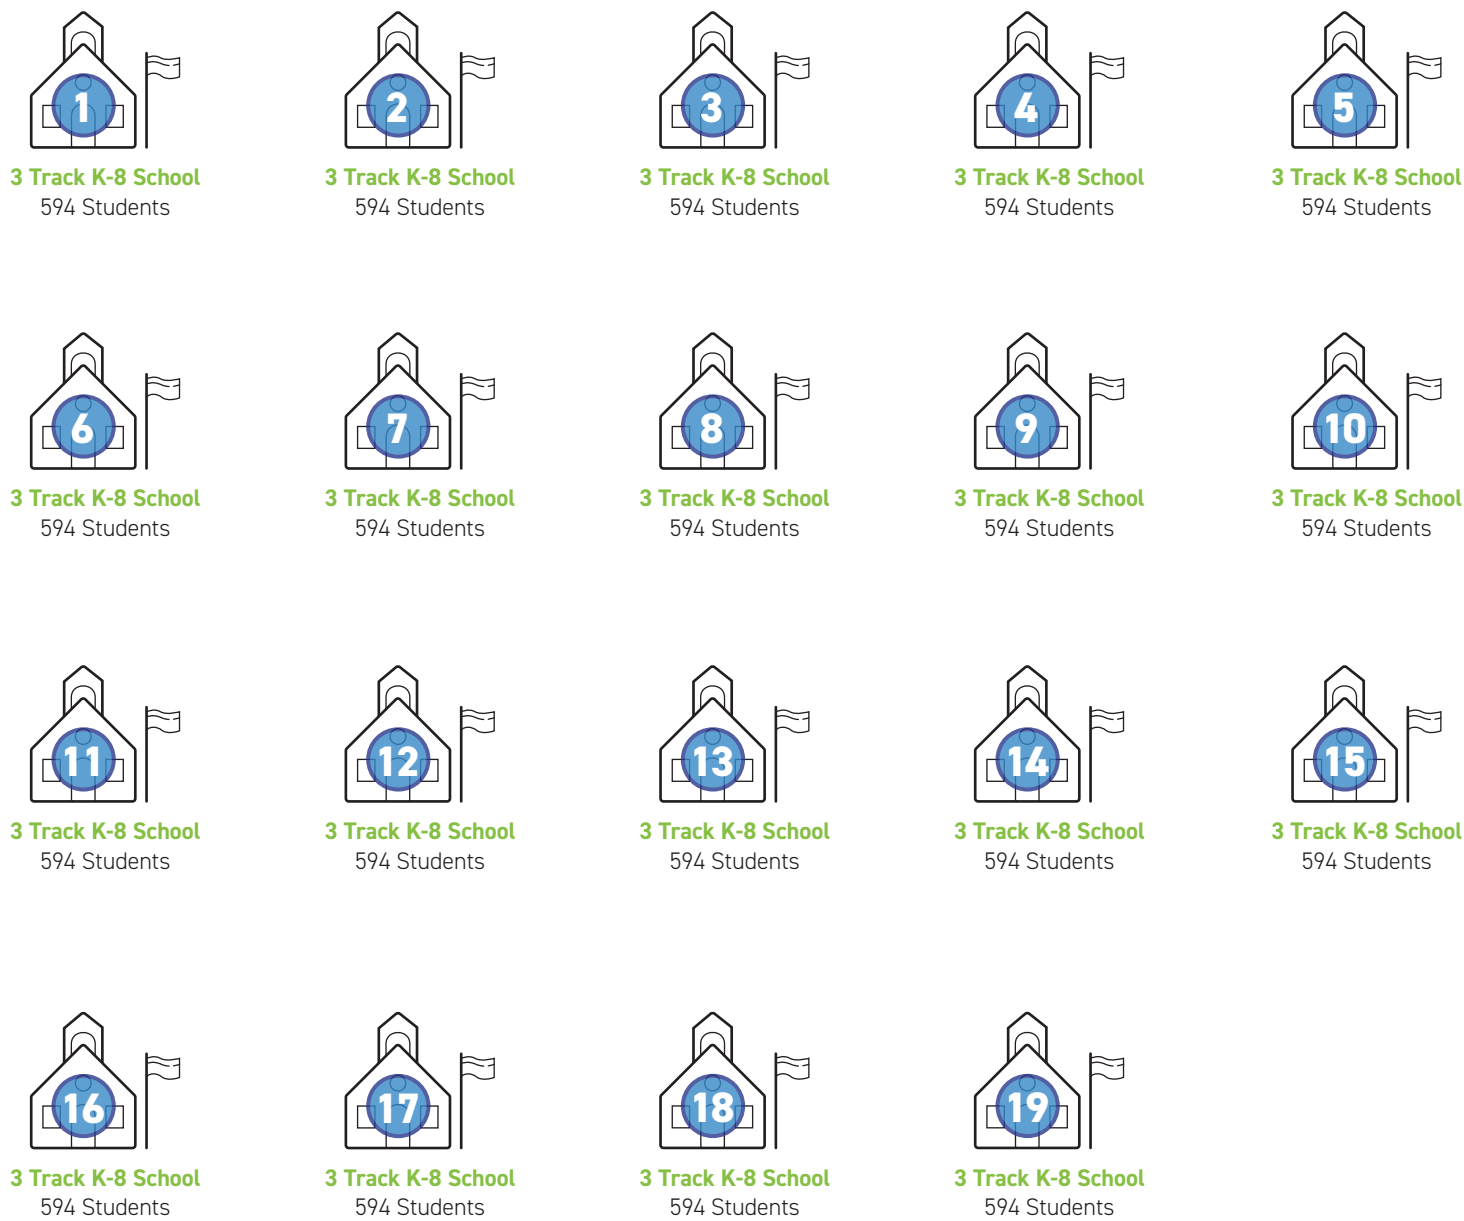 1
3 Track K-8 School
594 Students
2
3 Track K-8 School
594 Students
3
3 Track K-8 School
594 Students
4
3 Track K-8 School
594 Students
5
3 Track K-8 School
594 Students
6
3 Track K-8 School
594 Students
7
3 Track K-8 School
594 Students
8
3 Track K-8 School
594 Students
9
3 Track K-8 School
594 Students
10
3 Track K-8 School
594 Students
11
3 Track K-8 School
594 Students
12
3 Track K-8 School
594 Students
13
3 Track K-8 School
594 Students
14
3 Track K-8 School
594 Students
15
3 Track K-8 School
594 Students
16
3 Track K-8 School
594 Students
17
3 Track K-8 School
594 Students
18
3 Track K-8 School
594 Students
19
3 Track K-8 School
594 Students